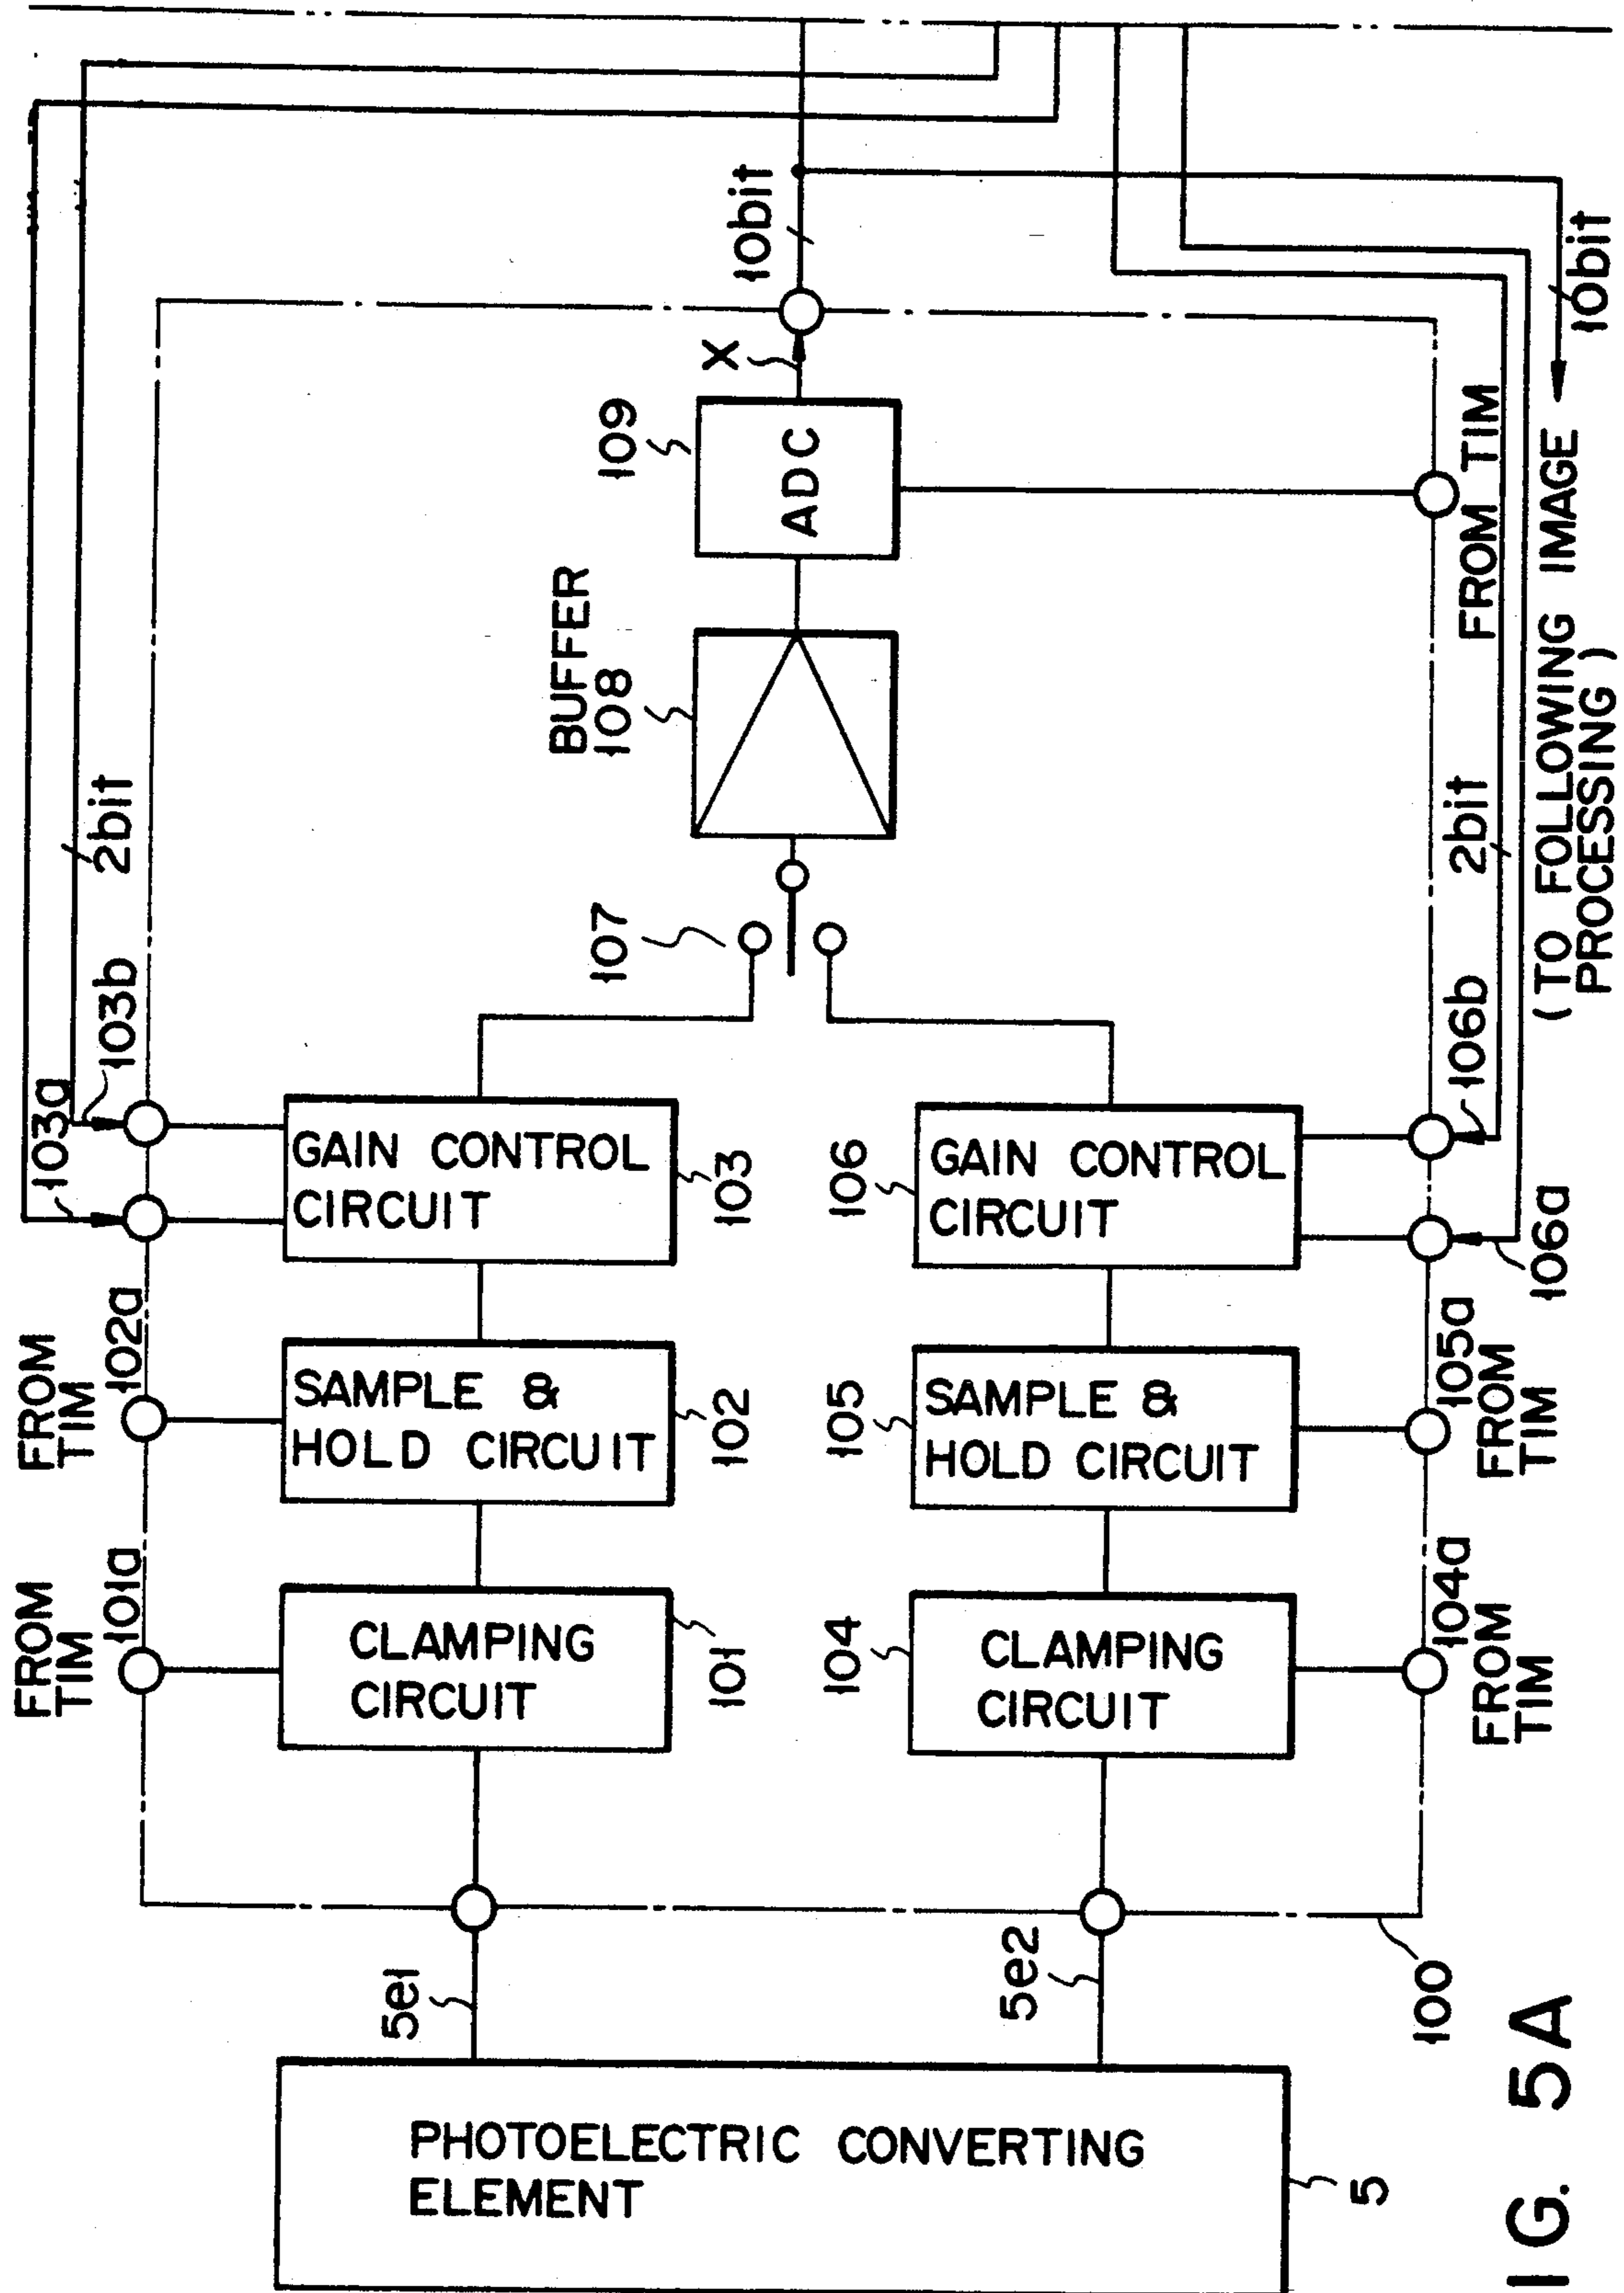 FROM
TIM
101a
FROM
TIM
102a
103a
103b
2bit
5e1
CLAMPING
CIRCUIT
101
SAMPLE &
HOLD CIRCUIT
102
GAIN CONTROL
CIRCUIT
103
107
BUFFER
108
109
ADC
X
10bit
PHOTOELECTRIC CONVERTING
ELEMENT
5
5e2
100
104
CLAMPING
CIRCUIT
104a
FROM
TIM
105
SAMPLE &
HOLD CIRCUIT
105a
FROM
TIM
106
GAIN CONTROL
CIRCUIT
106a
106b
2bit
FROM TIM
(TO FOLLOWING IMAGE
PROCESSING)
10bit
IG. 5A